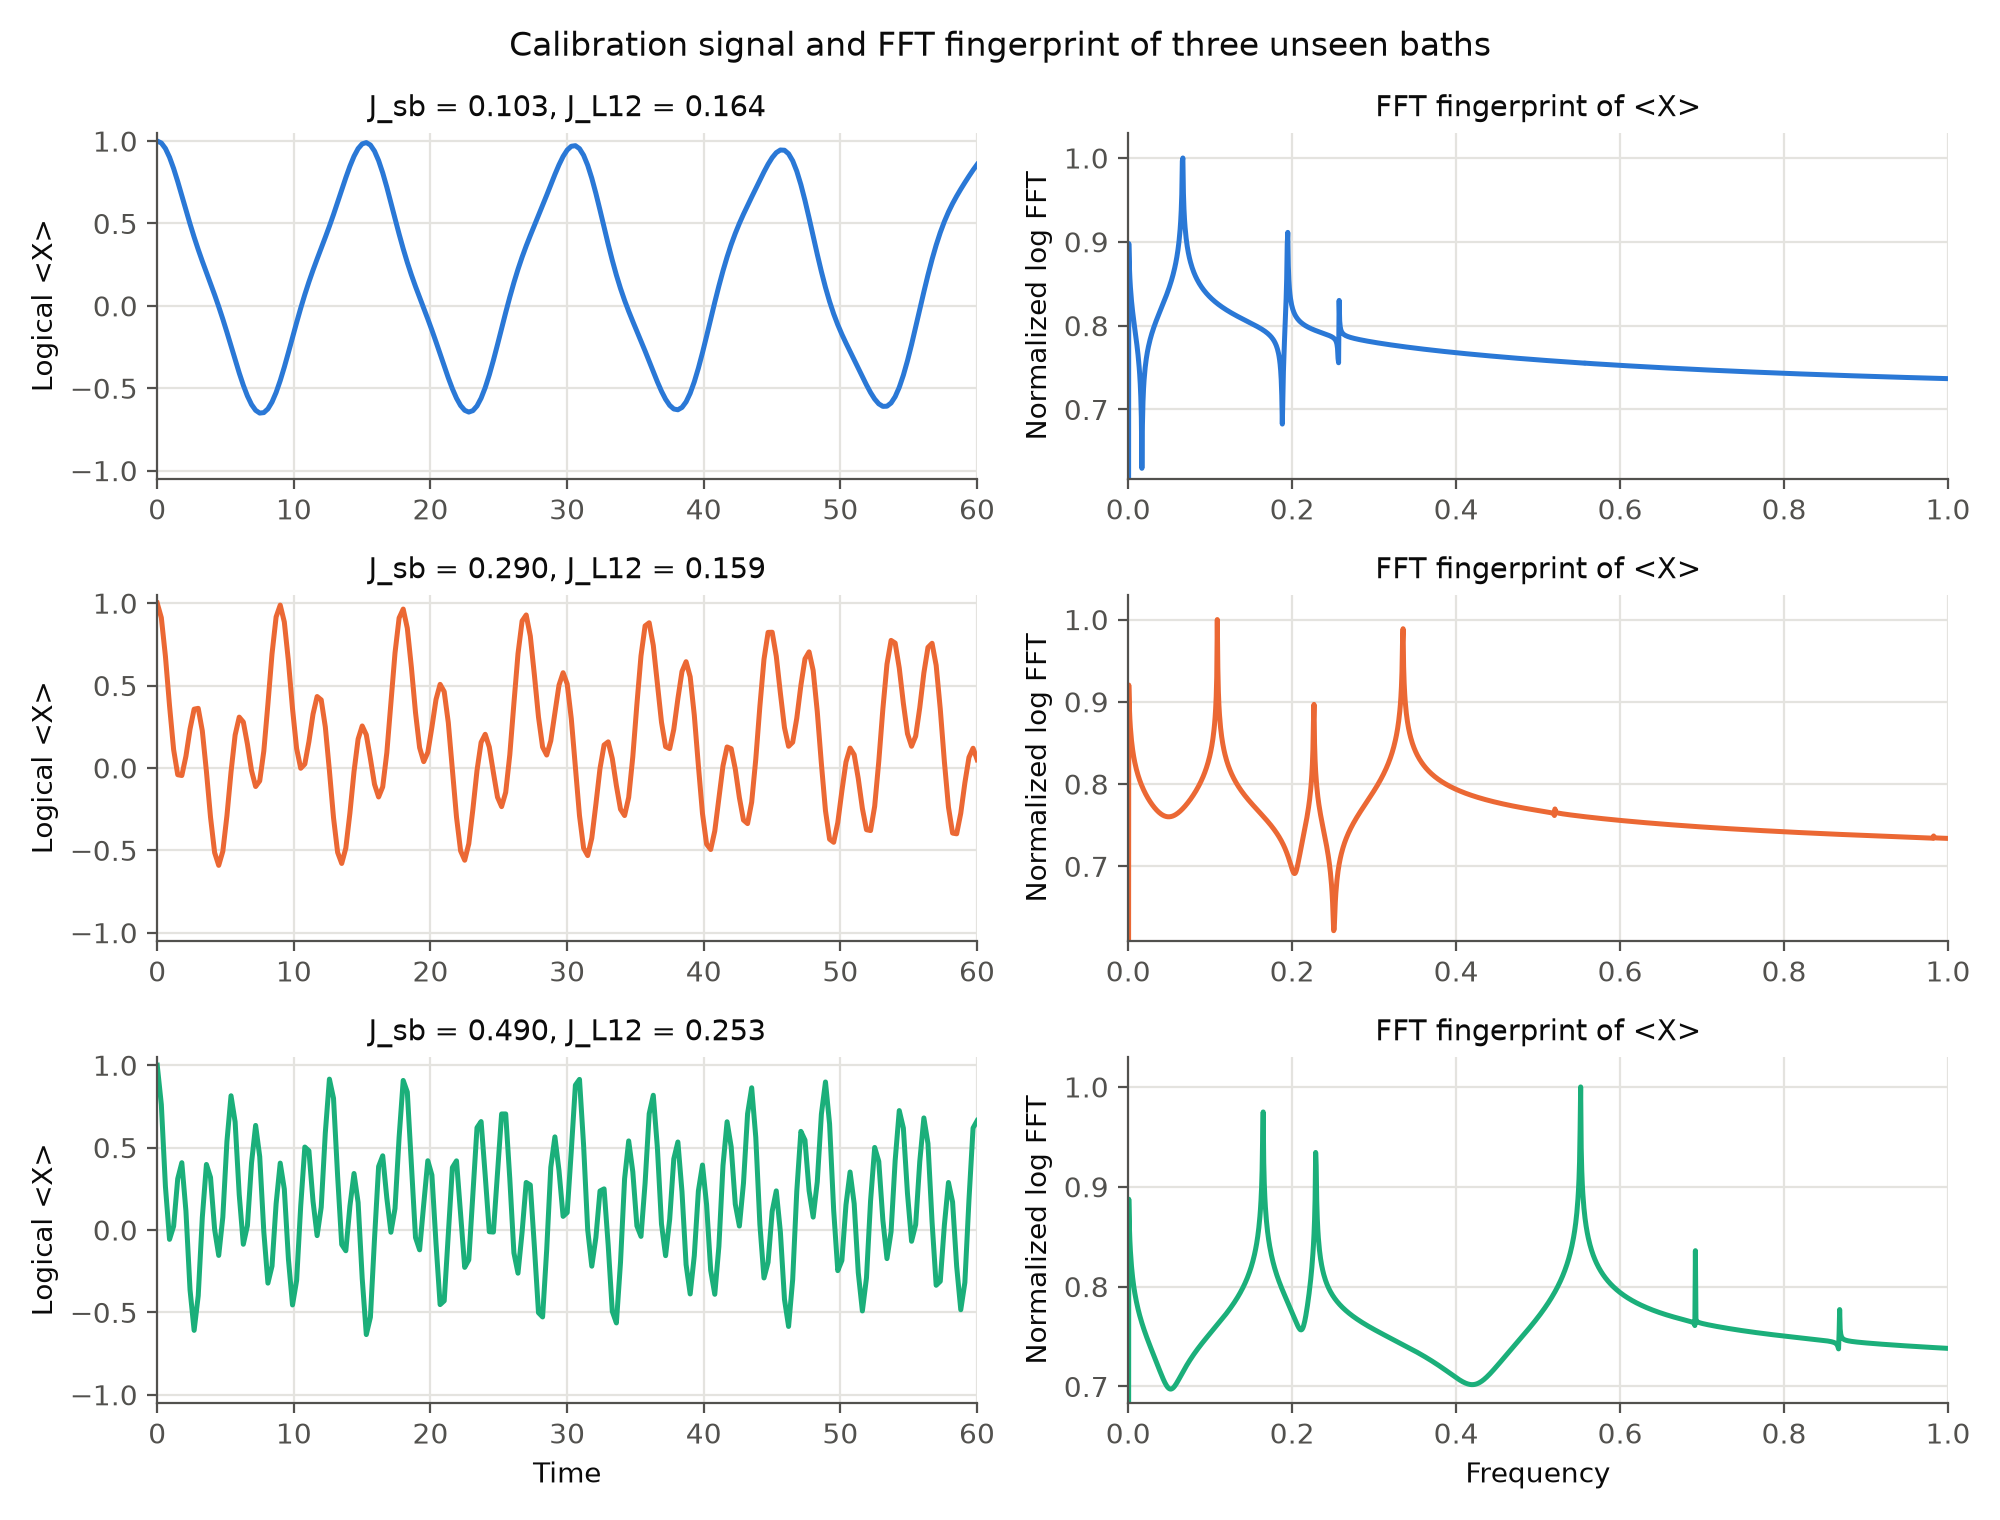 Calibration signal and FFT fingerprint of three unseen baths
J_sb = 0.103, J_L12 = 0.164
FFT fingerprint of <X>
Logical <X>
1.0
0.5
0.0
−0.5
−1.0
0 10 20 30 40 50 60
Normalized log FFT
1.0
0.9
0.8
0.7
0.0 0.2 0.4 0.6 0.8 1.0
J_sb = 0.290, J_L12 = 0.159
FFT fingerprint of <X>
Logical <X>
1.0
0.5
0.0
−0.5
−1.0
0 10 20 30 40 50 60
Normalized log FFT
1.0
0.9
0.8
0.7
0.0 0.2 0.4 0.6 0.8 1.0
J_sb = 0.490, J_L12 = 0.253
FFT fingerprint of <X>
Logical <X>
1.0
0.5
0.0
−0.5
−1.0
0 10 20 30 40 50 60
Time
Normalized log FFT
1.0
0.9
0.8
0.7
0.0 0.2 0.4 0.6 0.8 1.0
Frequency